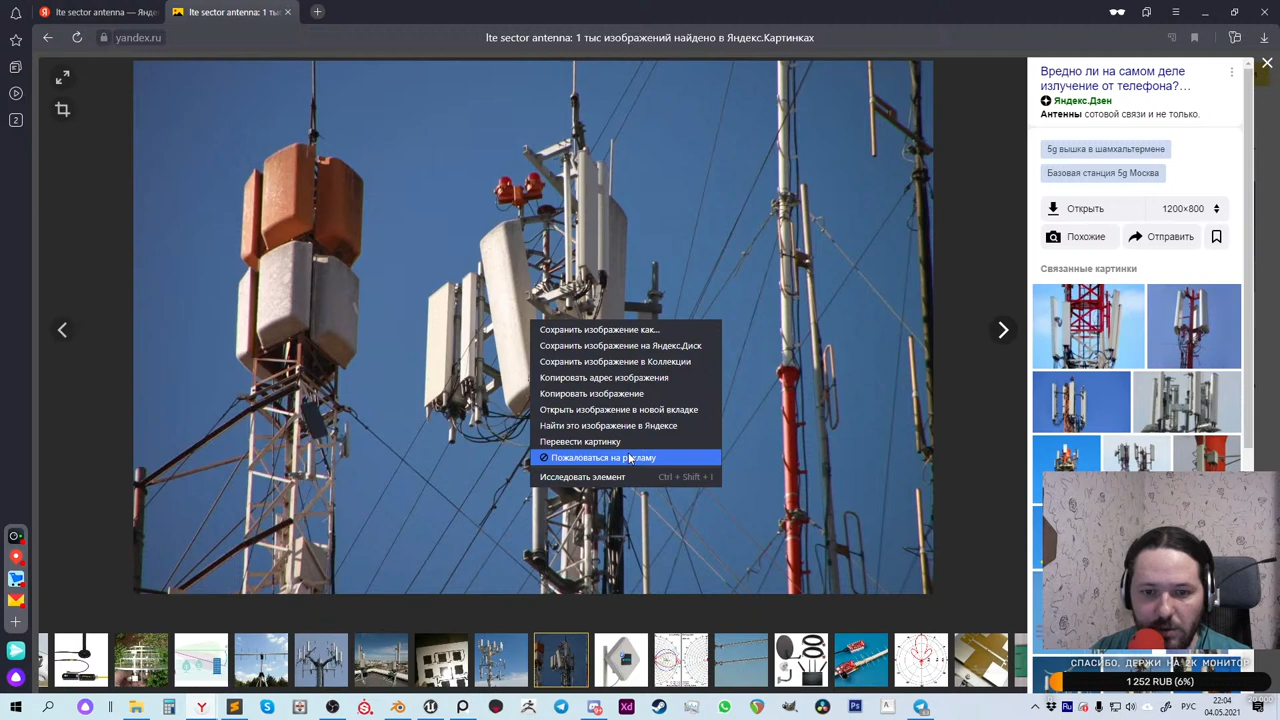 lte sector antenna — Янде
lte sector antenna: 1 тыс
yandex.ru
lte sector antenna: 1 тыс изображений найдено в Яндекс.Картинках
2
Вредно ли на самом деле
излучение от телефона?…
Яндекс.Дзен
Антенны сотовой связи и не только.
5g вышка в шамхальтермене
Базовая станция 5g Москва
Открыть
1200×800
Похожие
Отправить
Связанные картинки
Сохранить изображение как...
Сохранить изображение на Яндекс.Диск
Сохранить изображение в Коллекции
Копировать адрес изображения
Копировать изображение
Открыть изображение в новой вкладке
Найти это изображение в Яндексе
Перевести картинку
Пожаловаться на рекламу
Исследовать элемент Ctrl + Shift + I
СПАСИБО, ДЕРЖИ НА 2К МОНИТОР
1 252 RUB (6%)
20 000
РУС
22:04
04.05.2021